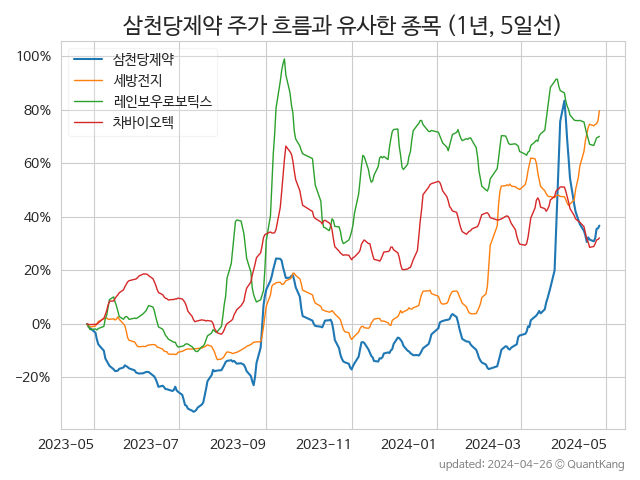 삼천당제약 주가 흐름과 유사한 종목 (1년, 5일선)
삼천당제약
세방전지
레인보우로보틱스
차바이오텍
100%
80%
60%
40%
20%
0%
−20%
2023-05 2023-07 2023-09 2023-11 2024-01 2024-03 2024-05
updated: 2024-04-26 © QuantKang